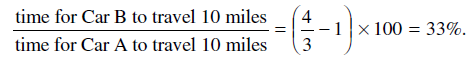 time for Car B to travel 10 miles / time for Car A to travel 10 miles = (4/3 − 1) × 100 = 33%.